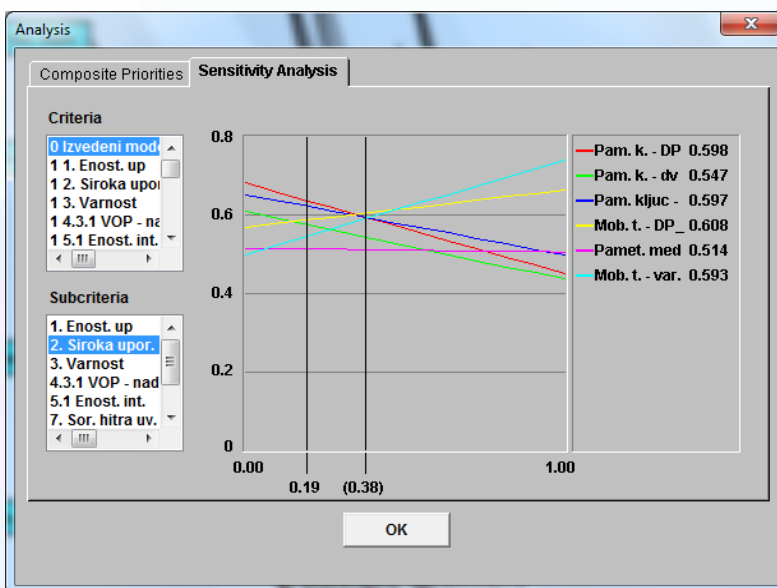 Analysis
Composite Priorities
Sensitivity Analysis
Criteria
0 Izvedeni mode
1 1. Enost. up
1 2. Siroka upor
1 3. Varnost
1 4.3.1 VOP - nad
1 5.1 Enost. int.
Subcriteria
1. Enost. up
2. Siroka upor.
3. Varnost
4.3.1 VOP - nad
5.1 Enost. int.
7. Sor. hitra uv.
0.8
0.6
0.4
0.2
0
0.00
1.00
0.19
(0.38)
Pam. k. - DP 0.598
Pam. k. - dv 0.547
Pam. kljuc - 0.597
Mob. t. - DP_ 0.608
Pamet. med 0.514
Mob. t. - var. 0.593
OK